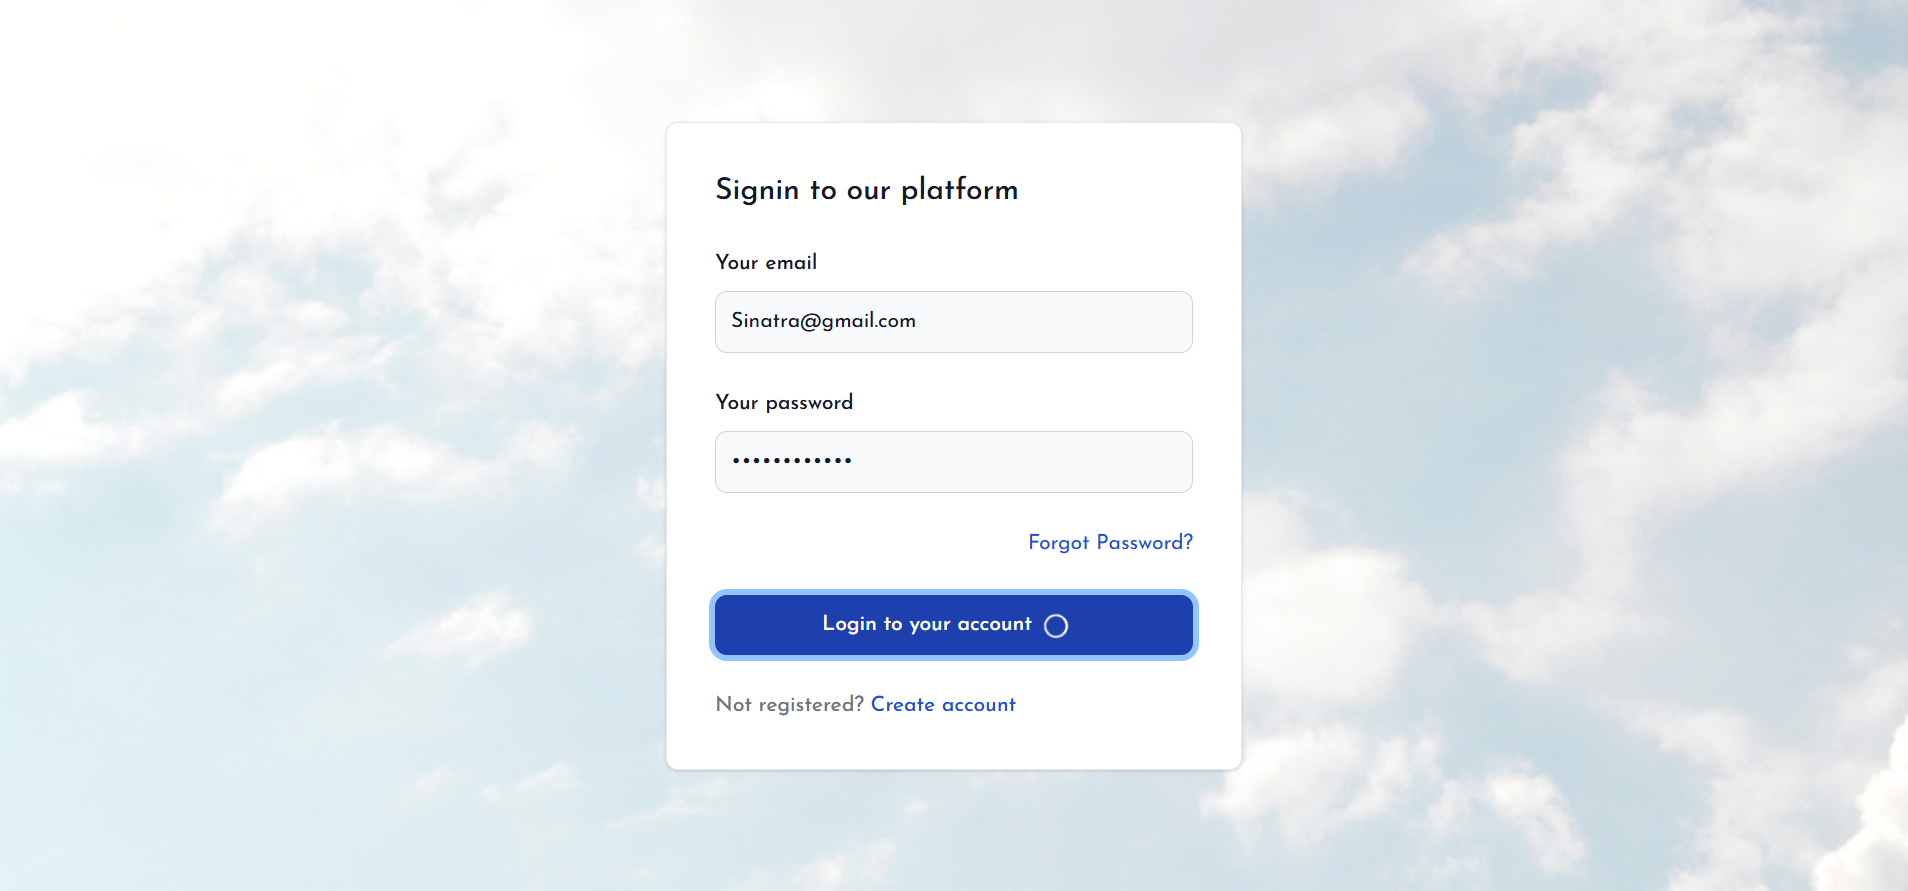 Signin to our platform
Your email
Sinatra@gmail.com
Your password
••••••••••••
Forgot Password?
Login to your account
Not registered? Create account